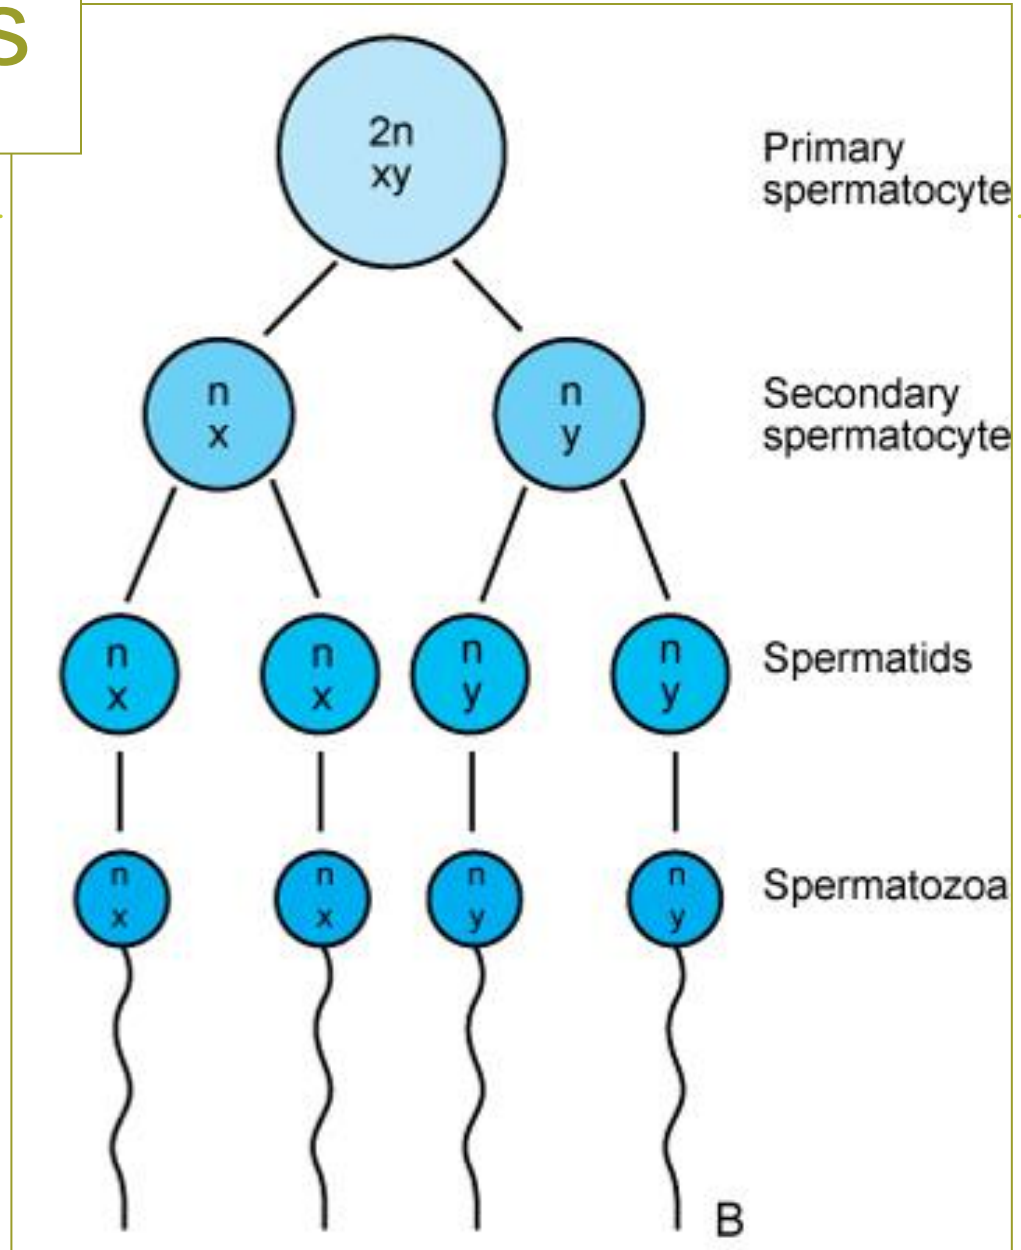 s
2n
xy
Primary
spermatocyte
n
x
n
y
Secondary
spermatocyte
n
x
n
x
n
y
n
y
Spermatids
n
x
n
x
n
y
n
y
Spermatozoa
B